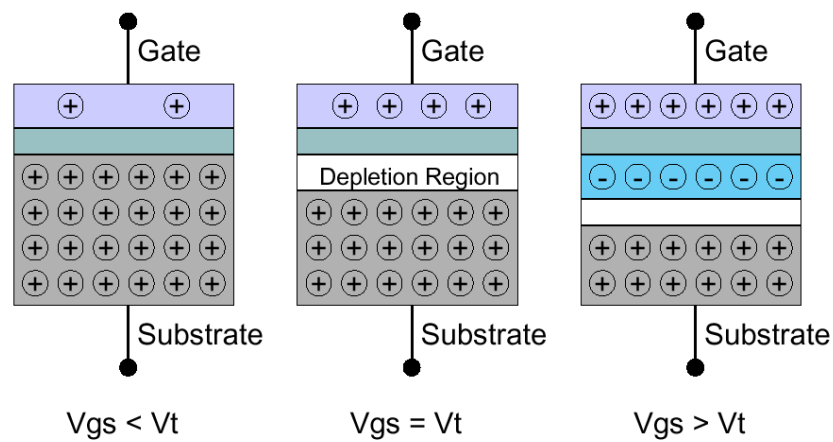 Gate
Gate
Gate
+ +
+ + + +
+ + + + + +
+ + + + + +
Depletion Region
- - - - - -
+ + + + + +
+ + + + + +
+ + + + + +
+ + + + + +
+ + + + + +
+ + + + + +
+ + + + + +
+ + + + + +
Substrate
Substrate
Substrate
Vgs < Vt
Vgs = Vt
Vgs > Vt